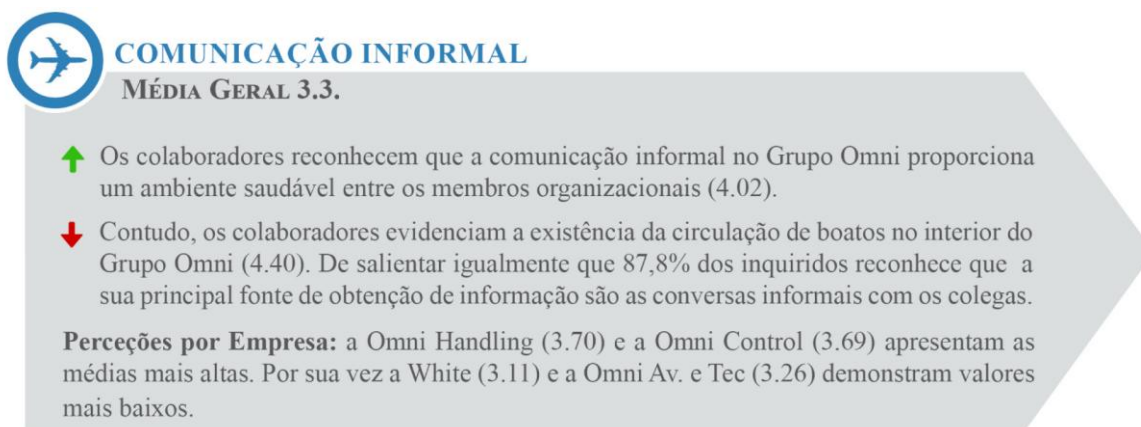 COMUNICAÇÃO INFORMAL
MÉDIA GERAL 3.3.
Os colaboradores reconhecem que a comunicação informal no Grupo Omni proporciona
um ambiente saudável entre os membros organizacionais (4.02).
Contudo, os colaboradores evidenciam a existência da circulação de boatos no interior do
Grupo Omni (4.40). De salientar igualmente que 87,8% dos inquiridos reconhece que a
sua principal fonte de obtenção de informação são as conversas informais com os colegas.
Perceções por Empresa: a Omni Handling (3.70) e a Omni Control (3.69) apresentam as
médias mais altas. Por sua vez a White (3.11) e a Omni Av. e Tec (3.26) demonstram valores
mais baixos.